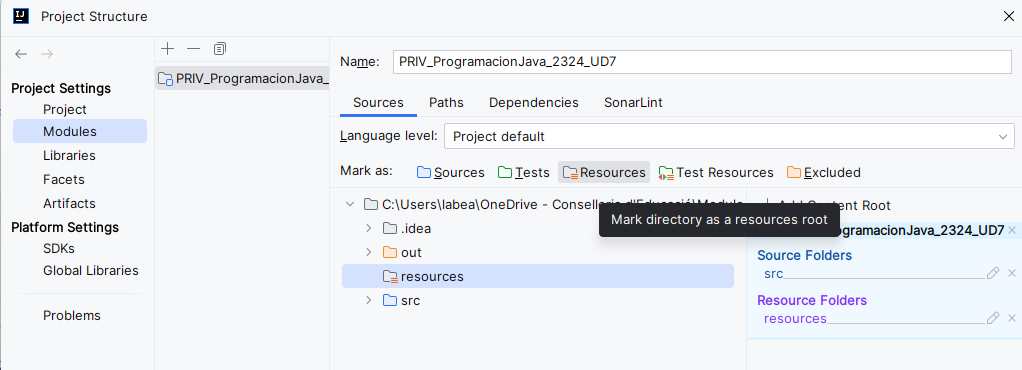 Project Structure
Project Settings
Project
Modules
Libraries
Facets
Artifacts
Platform Settings
SDKs
Global Libraries
Problems
PRIV_ProgramacionJava_
Name: PRIV_ProgramacionJava_2324_UD7
Sources Paths Dependencies SonarLint
Language level: Project default
Mark as: Sources Tests Resources Test Resources Excluded
C:\Users\labea\OneDrive - Conselleria d'Educació\Modulo
.idea
out
resources
src
Mark directory as a resources root
Add Content Root
ogramacionJava_2324_UD7
Source Folders
src
Resource Folders
resources